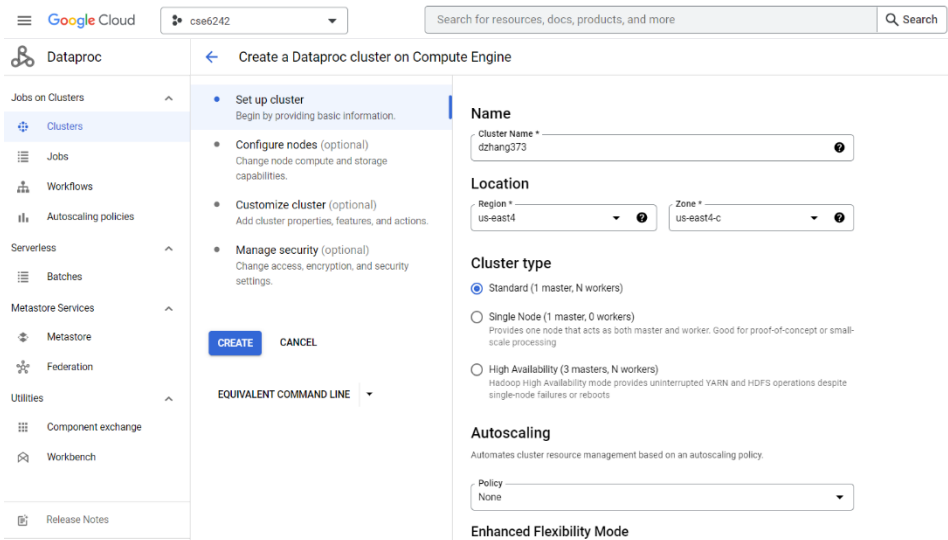 Google Cloud
cse6242
Search for resources, docs, products, and more
Search
Dataproc
Create a Dataproc cluster on Compute Engine
Jobs on Clusters
Clusters
Jobs
Workflows
Autoscaling policies
Serverless
Batches
Metastore Services
Metastore
Federation
Utilities
Component exchange
Workbench
Release Notes
Set up cluster
Begin by providing basic information.
Configure nodes (optional)
Change node compute and storage
capabilities.
Customize cluster (optional)
Add cluster properties, features, and actions.
Manage security (optional)
Change access, encryption, and security
settings.
CREATE
CANCEL
EQUIVALENT COMMAND LINE
Name
Cluster Name *
dzhang373
Location
Region *
us-east4
Zone *
us-east4-c
Cluster type
Standard (1 master, N workers)
Single Node (1 master, 0 workers)
Provides one node that acts as both master and worker. Good for proof-of-concept or small-
scale processing
High Availability (3 masters, N workers)
Hadoop High Availability mode provides uninterrupted YARN and HDFS operations despite
single-node failures or reboots
Autoscaling
Automates cluster resource management based on an autoscaling policy.
Policy
None
Enhanced Flexibility Mode